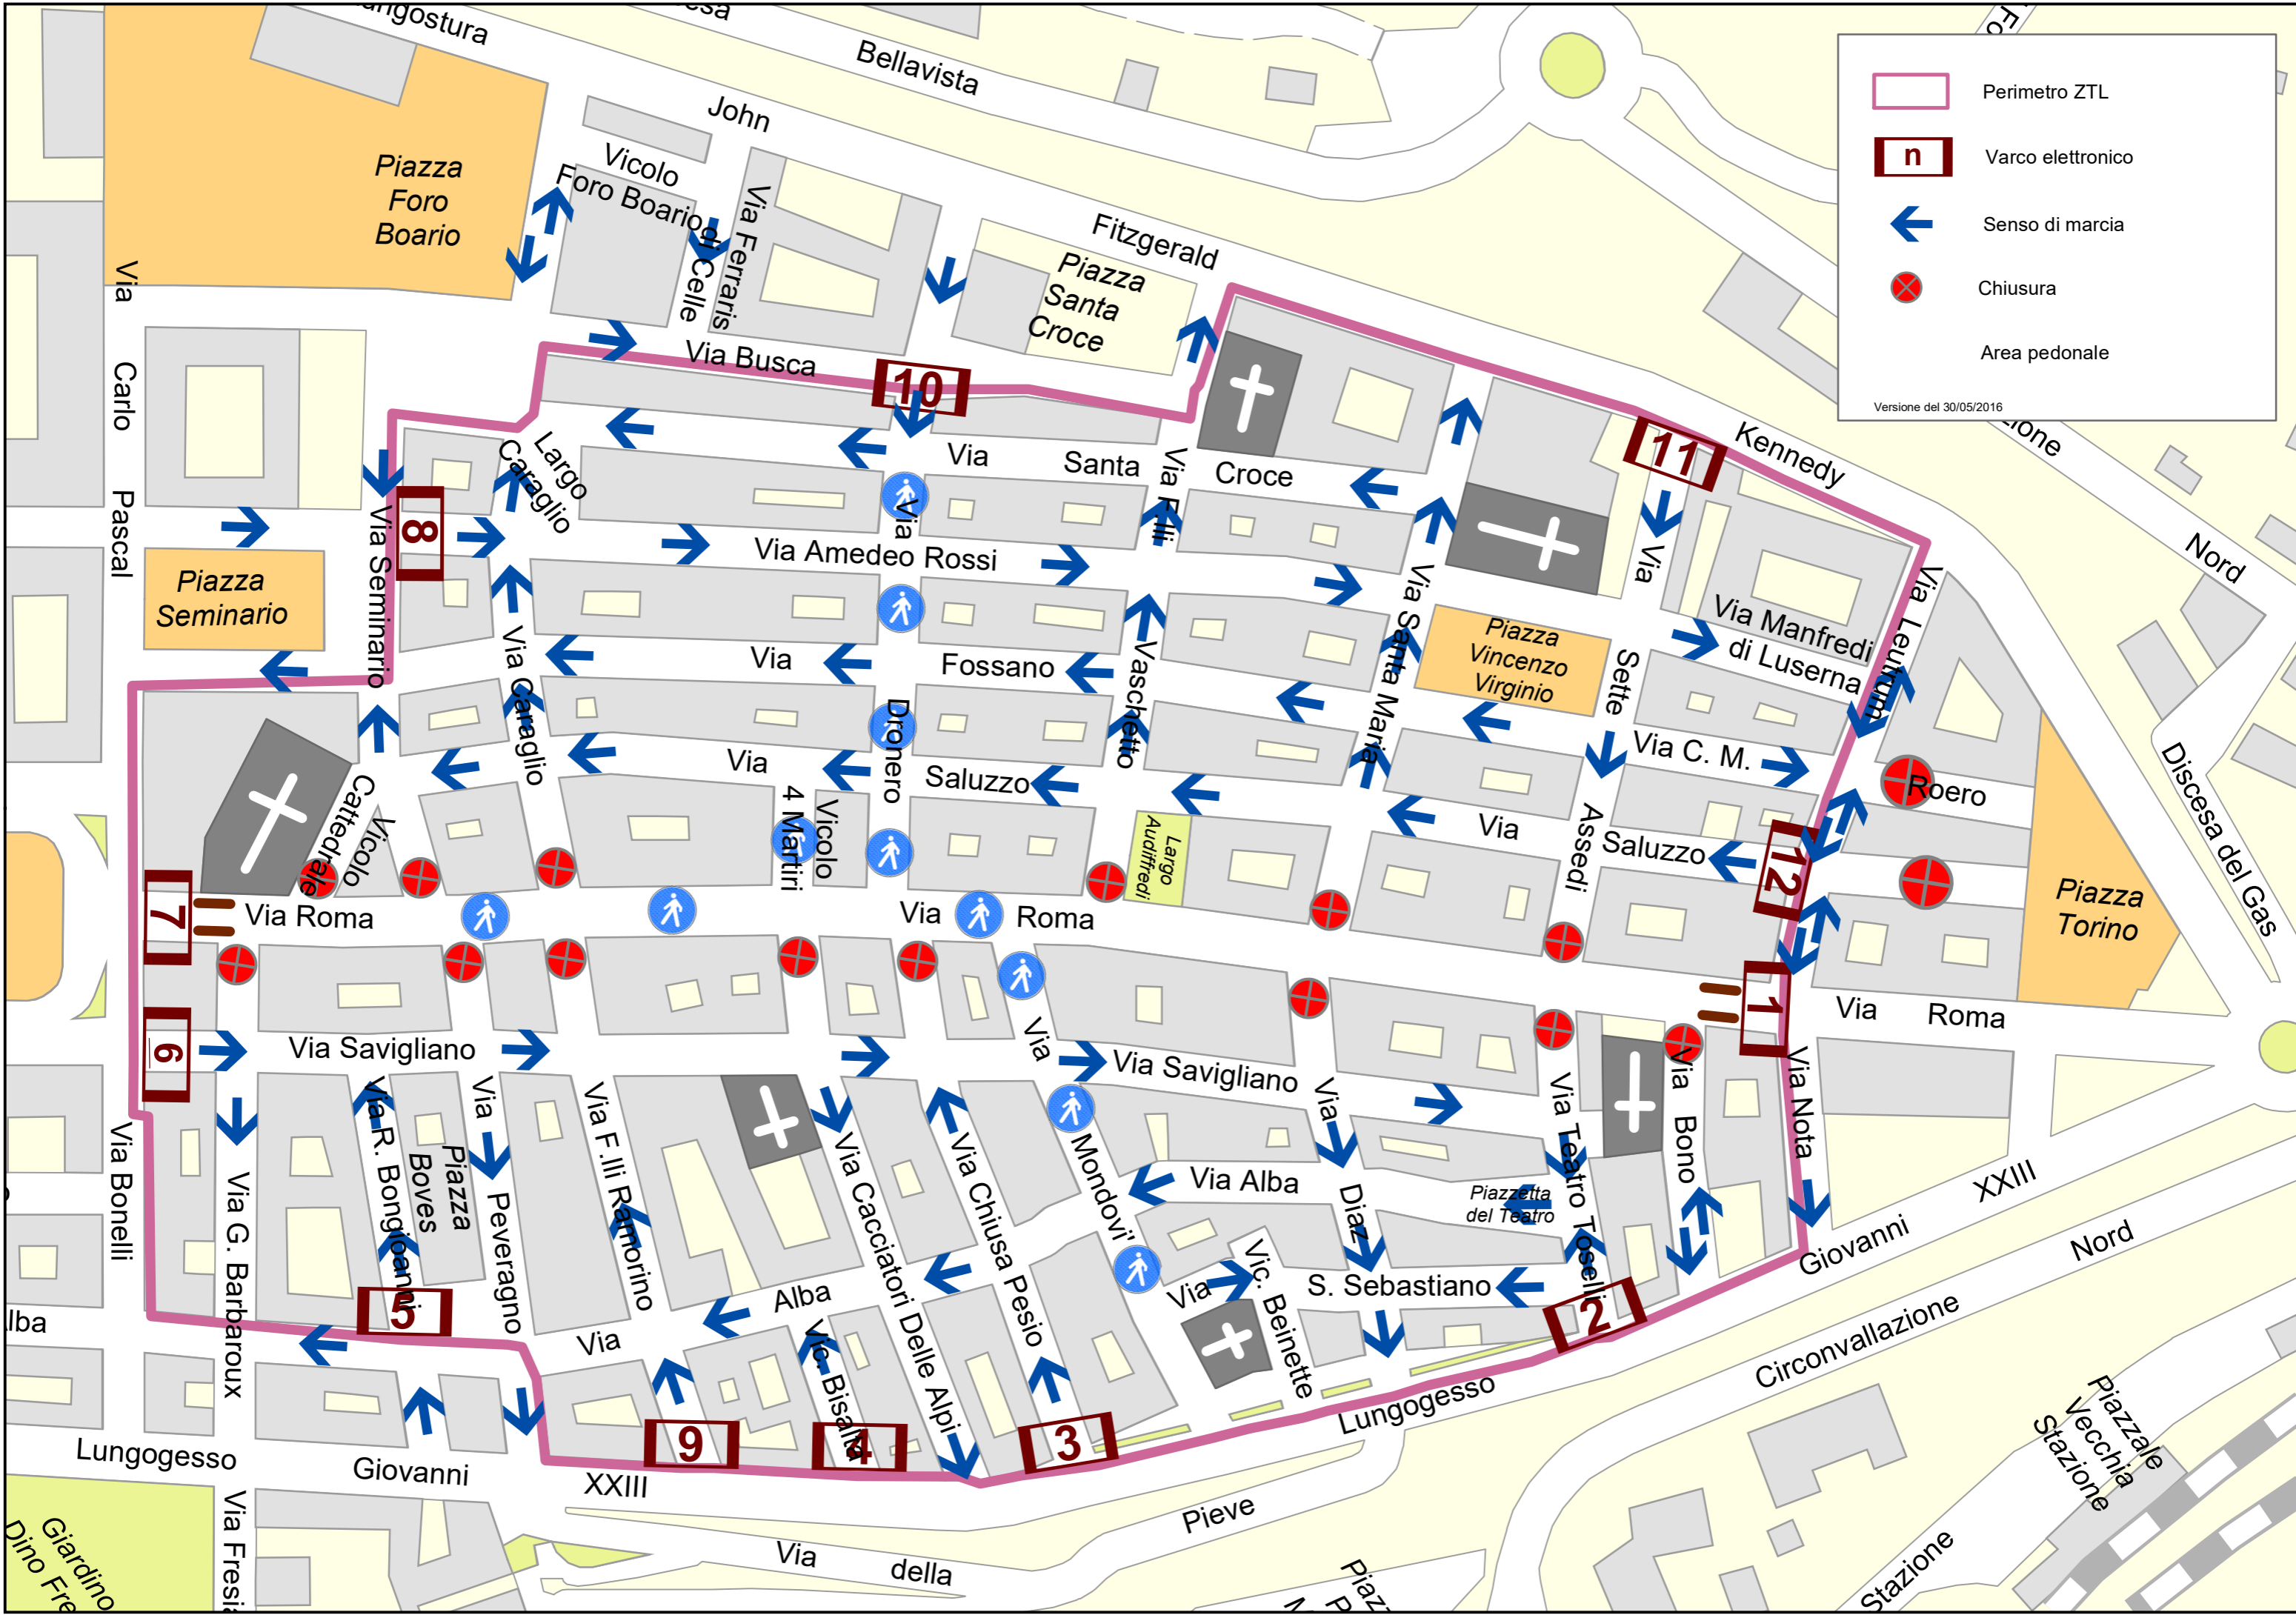 Bellavista
John
Fitzgerald
Kennedy
Nord
Perimetro ZTL
n
Varco elettronico
Senso di marcia
Chiusura
Area pedonale
Versione del 30/05/2016
Piazza
Foro
Boario
Vicolo
Foro Boario
di Celle
Via Ferraris
Piazza
Santa
Croce
Via Busca
10
11
Via
Carlo
Pascal
Largo
Caraglio
Via
Santa
Croce
8
Via Seminario
Piazza
Seminario
Via Amedeo Rossi
Via
Dronero
Via F.lli
Vaschetto
Via Santa Maria
Via
Sette
Assedi
Piazza
Vincenzo
Virginio
Via Manfredi
di Luserna
Via Leutrum
Via
Fossano
Via Caraglio
Via C. M.
Roero
Via
Saluzzo
Via
Saluzzo
12
Discesa del Gas
Piazza
Torino
Cattedrale
Vicolo
4 Martiri
Vicolo
Largo
Audiffredi
7
Via Roma
Via
Roma
1
Via
Roma
6
Via Savigliano
Via
Mondovi'
Via Savigliano
Via Bonelli
Via G. Barbaroux
Via R. Bongioanni
Piazza
Boves
Via
Peveragno
Via F.lli Ramorino
Via Cacciatori Delle Alpi
Via Chiusa Pesio
Via Alba
Via
Diaz
Via Teatro Toselli
Piazzetta
del Teatro
Via
Bono
Via Nota
Via
S. Sebastiano
Vic. Beinette
Via
Alba
Vic. Bisalta
5
9
4
3
2
Lungogesso
Giovanni
XXIII
Lungogesso
Giovanni
XXIII
Circonvallazione
Nord
Via
della
Pieve
Via Fresia
Giardino
Piazzale
Vecchia
Stazione
Stazione